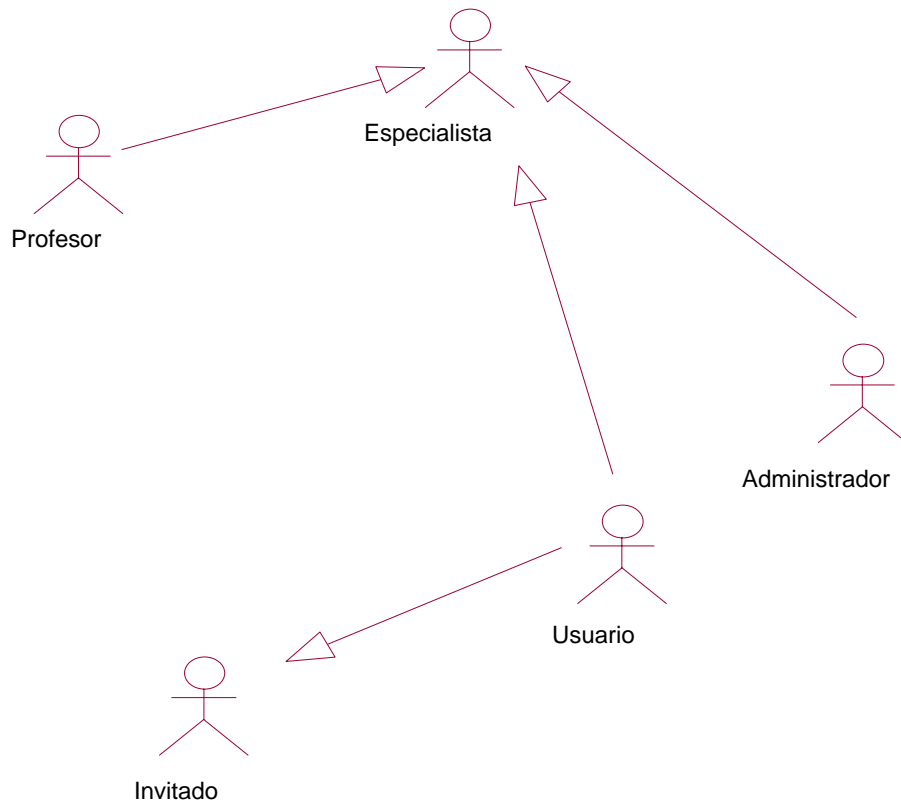 Especialista
Profesor
Administrador
Usuario
Invitado